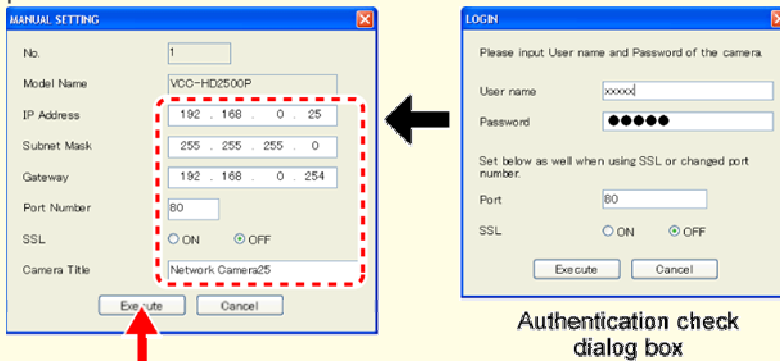 MANUAL SETTING
No. 1
Model Name VCC-HD2500P
IP Address 192 . 168 . 0 . 25
Subnet Mask 255 . 255 . 255 . 0
Gateway 192 . 168 . 0 . 254
Port Number 80
SSL ON OFF
Camera Title Network Camera25
Execute Cancel
LOGIN
Please input User name and Password of the camera.
User name xxxxx
Password ●●●●●
Set below as well when using SSL or changed port
number.
Port 80
SSL ON OFF
Execute Cancel
Authentication check
dialog box